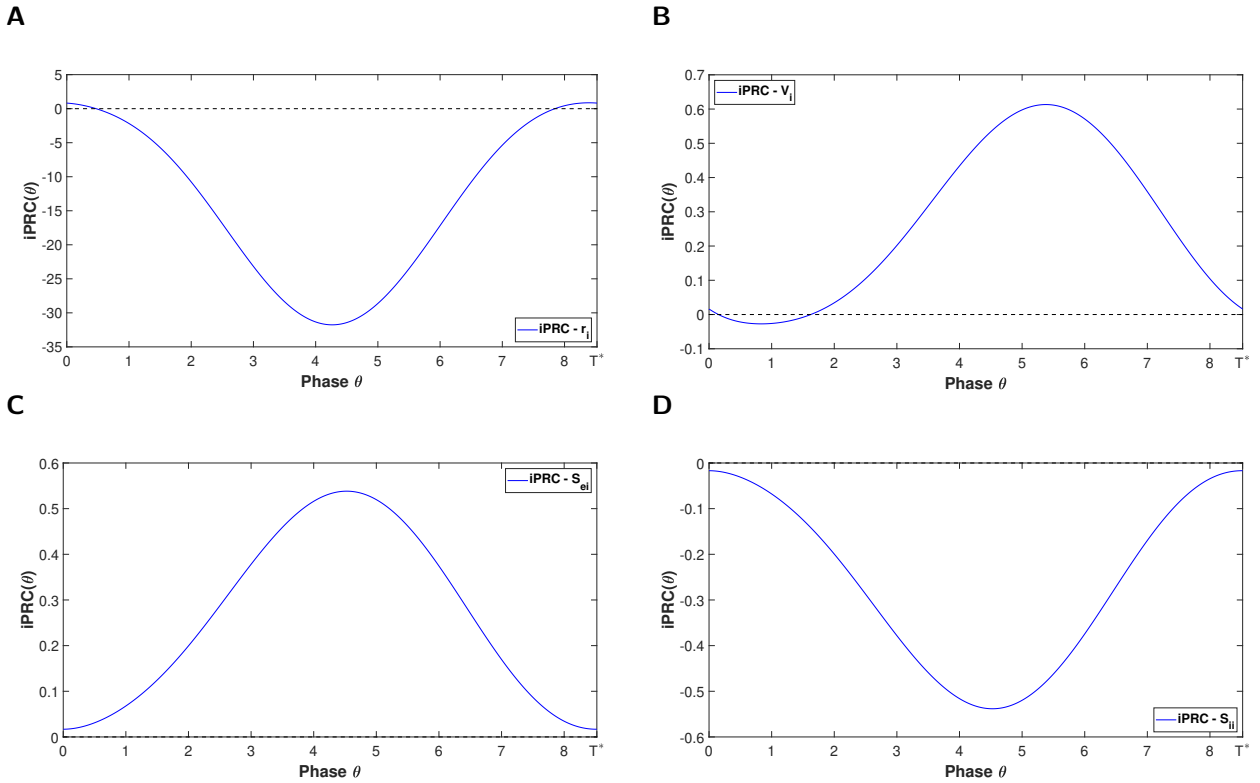 A
5
0
-5
-10
-15
-20
-25
-30
-35
iPRC(θ)
iPRC - r_i
0 1 2 3 4 5 6 7 8 T*
Phase θ
B
0.7
0.6
0.5
0.4
0.3
0.2
0.1
0
-0.1
iPRC(θ)
iPRC - V_i
0 1 2 3 4 5 6 7 8 T*
Phase θ
C
0.6
0.5
0.4
0.3
0.2
0.1
0
iPRC(θ)
iPRC - S_ei
0 1 2 3 4 5 6 7 8 T*
Phase θ
D
0
-0.1
-0.2
-0.3
-0.4
-0.5
-0.6
iPRC(θ)
iPRC - S_ii
0 1 2 3 4 5 6 7 8 T*
Phase θ